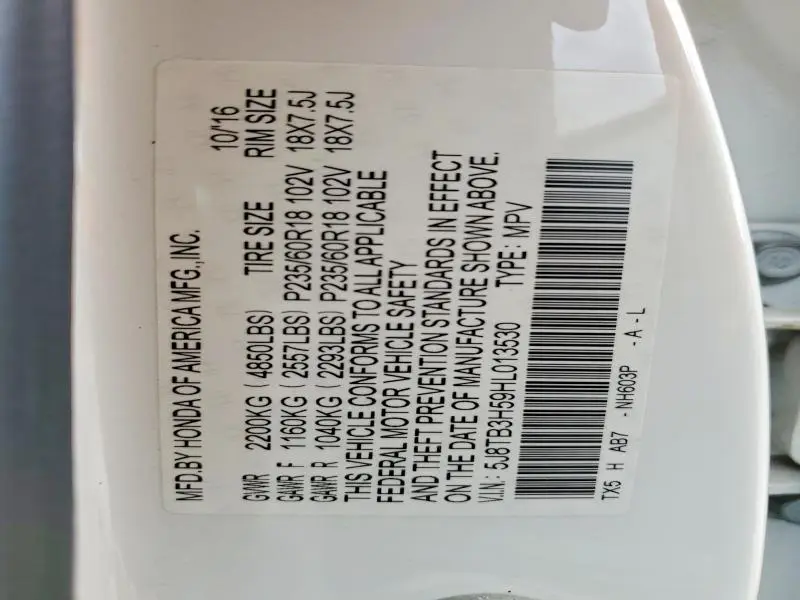 MFD.BY HONDA OF AMERICA MFG.,INC. 10/'16
GVWR 2200KG ( 4850LBS) TIRE SIZE RIM SIZE
GAWR F 1160KG ( 2557LBS) P235/60R18 102V 18X7.5J
GAWR R 1040KG ( 2293LBS) P235/60R18 102V 18X7.5J
THIS VEHICLE CONFORMS TO ALL APPLICABLE
FEDERAL MOTOR VEHICLE SAFETY
AND THEFT PREVENTION STANDARDS IN EFFECT
ON THE DATE OF MANUFACTURE SHOWN ABOVE.
V.I.N.: 5J8TB3H59HL013530 TYPE: MPV
TX5 H AB7 - NH603P - A - L